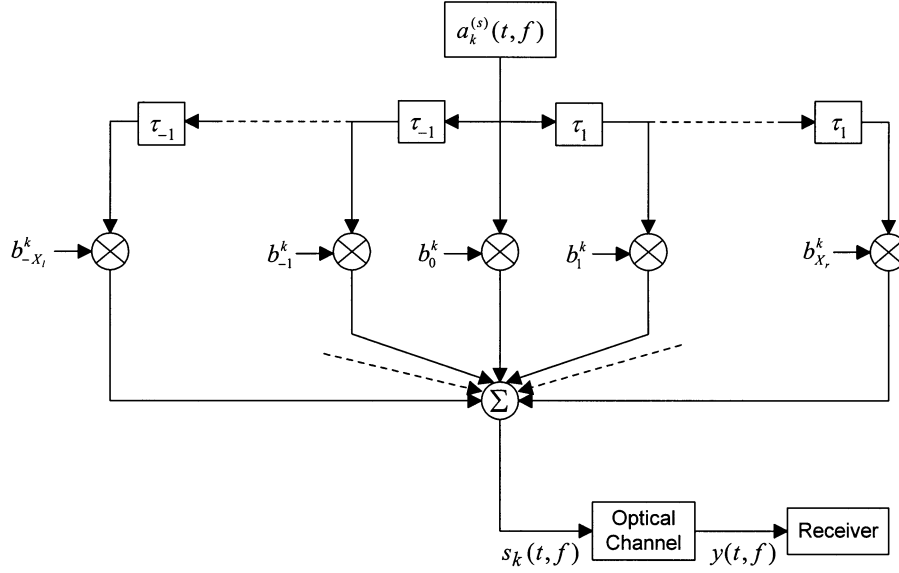 a_k^{(s)}(t, f)
τ_{-1} τ_{-1} τ_1 τ_1
b^k_{-X_l} b^k_{-1} b^k_0 b^k_1 b^k_{X_r}
Σ
Optical
Channel
Receiver
s_k(t, f) y(t, f)